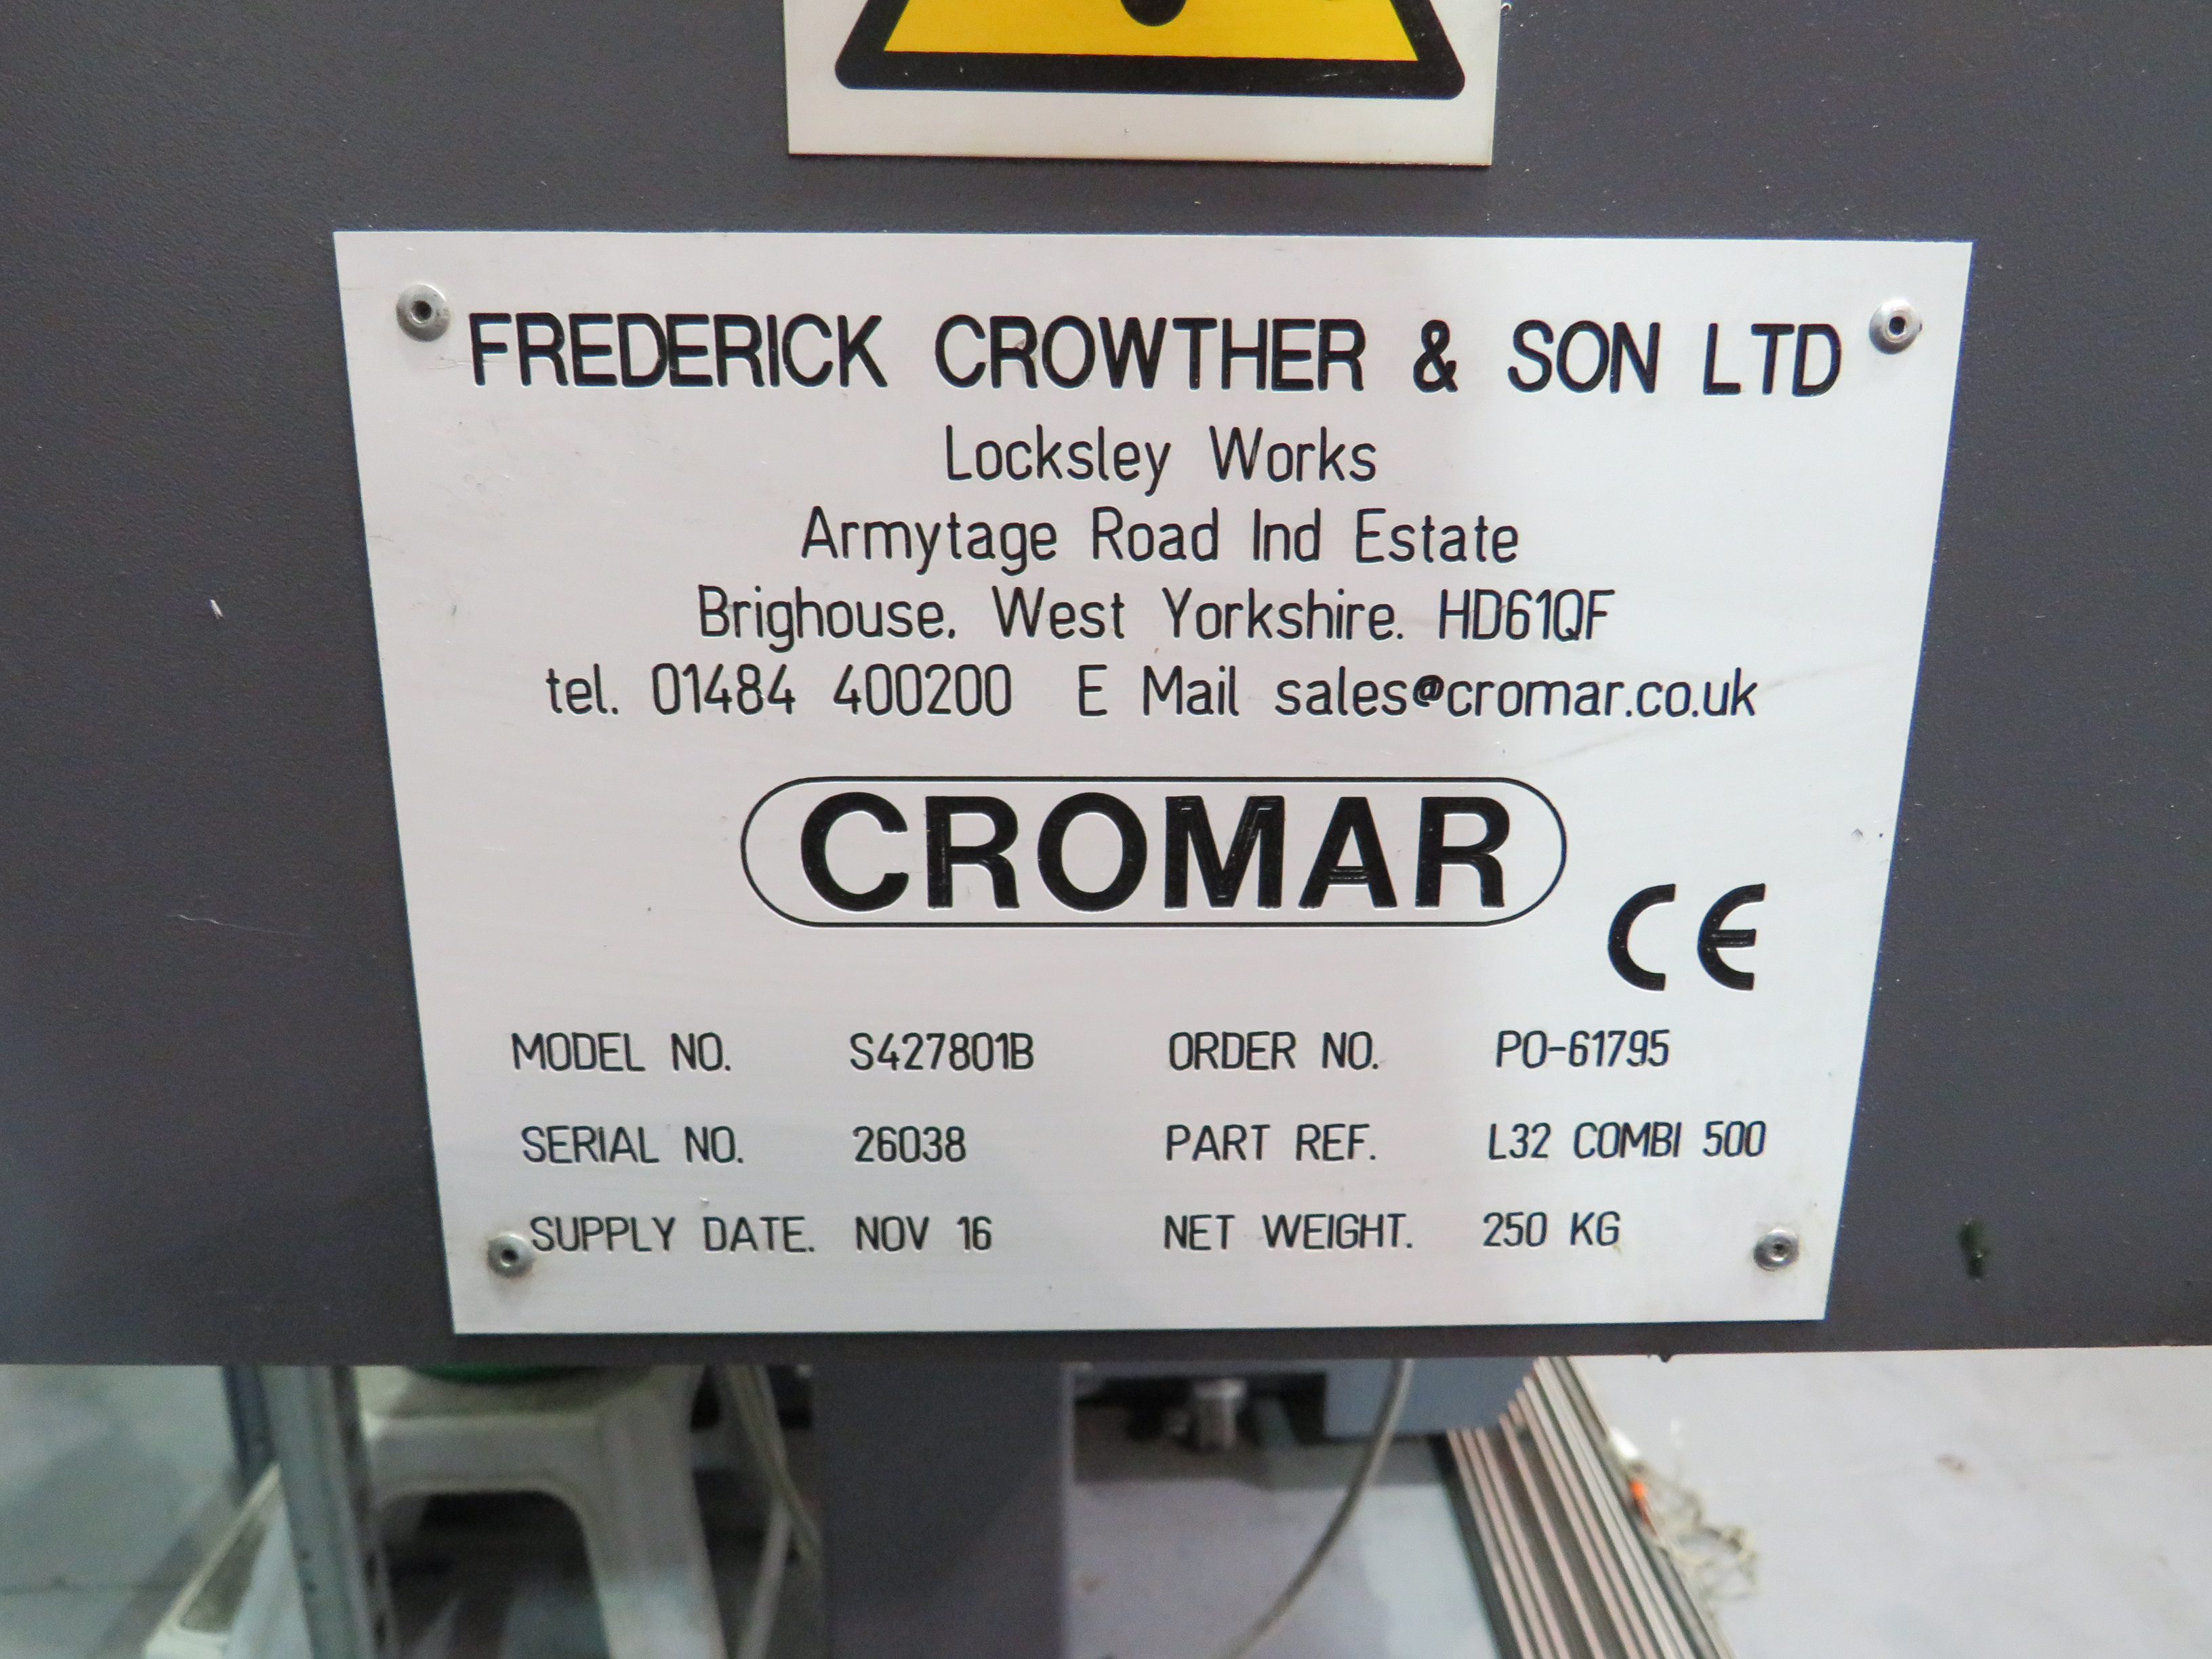 FREDERICK CROWTHER & SON LTD
Locksley Works
Armytage Road Ind Estate
Brighouse. West Yorkshire. HD61QF
tel. 01484 400200 E Mail sales@cromar.co.uk
CROMAR
CE
MODEL NO. S427801B ORDER NO. PO-61795
SERIAL NO. 26038 PART REF. L32 COMBI 500
SUPPLY DATE. NOV 16 NET WEIGHT. 250 KG